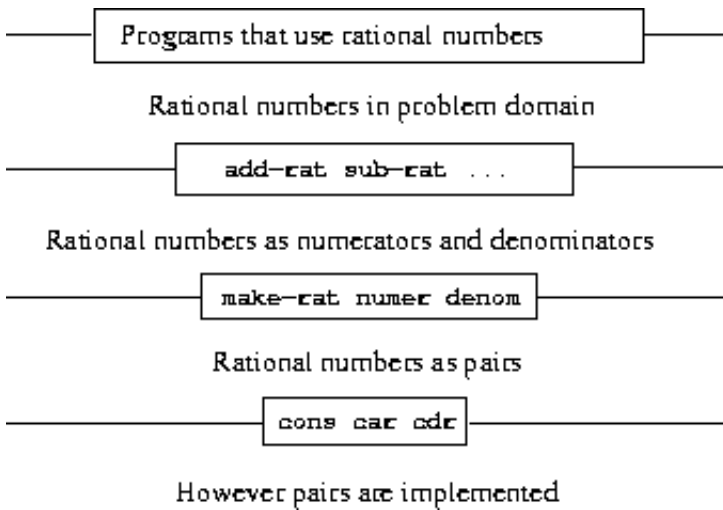 Programs that use rational numbers
Rational numbers in problem domain
add-rat sub-rat ...
Rational numbers as numerators and denominators
make-rat numer denom
Rational numbers as pairs
cons car cdr
However pairs are implemented